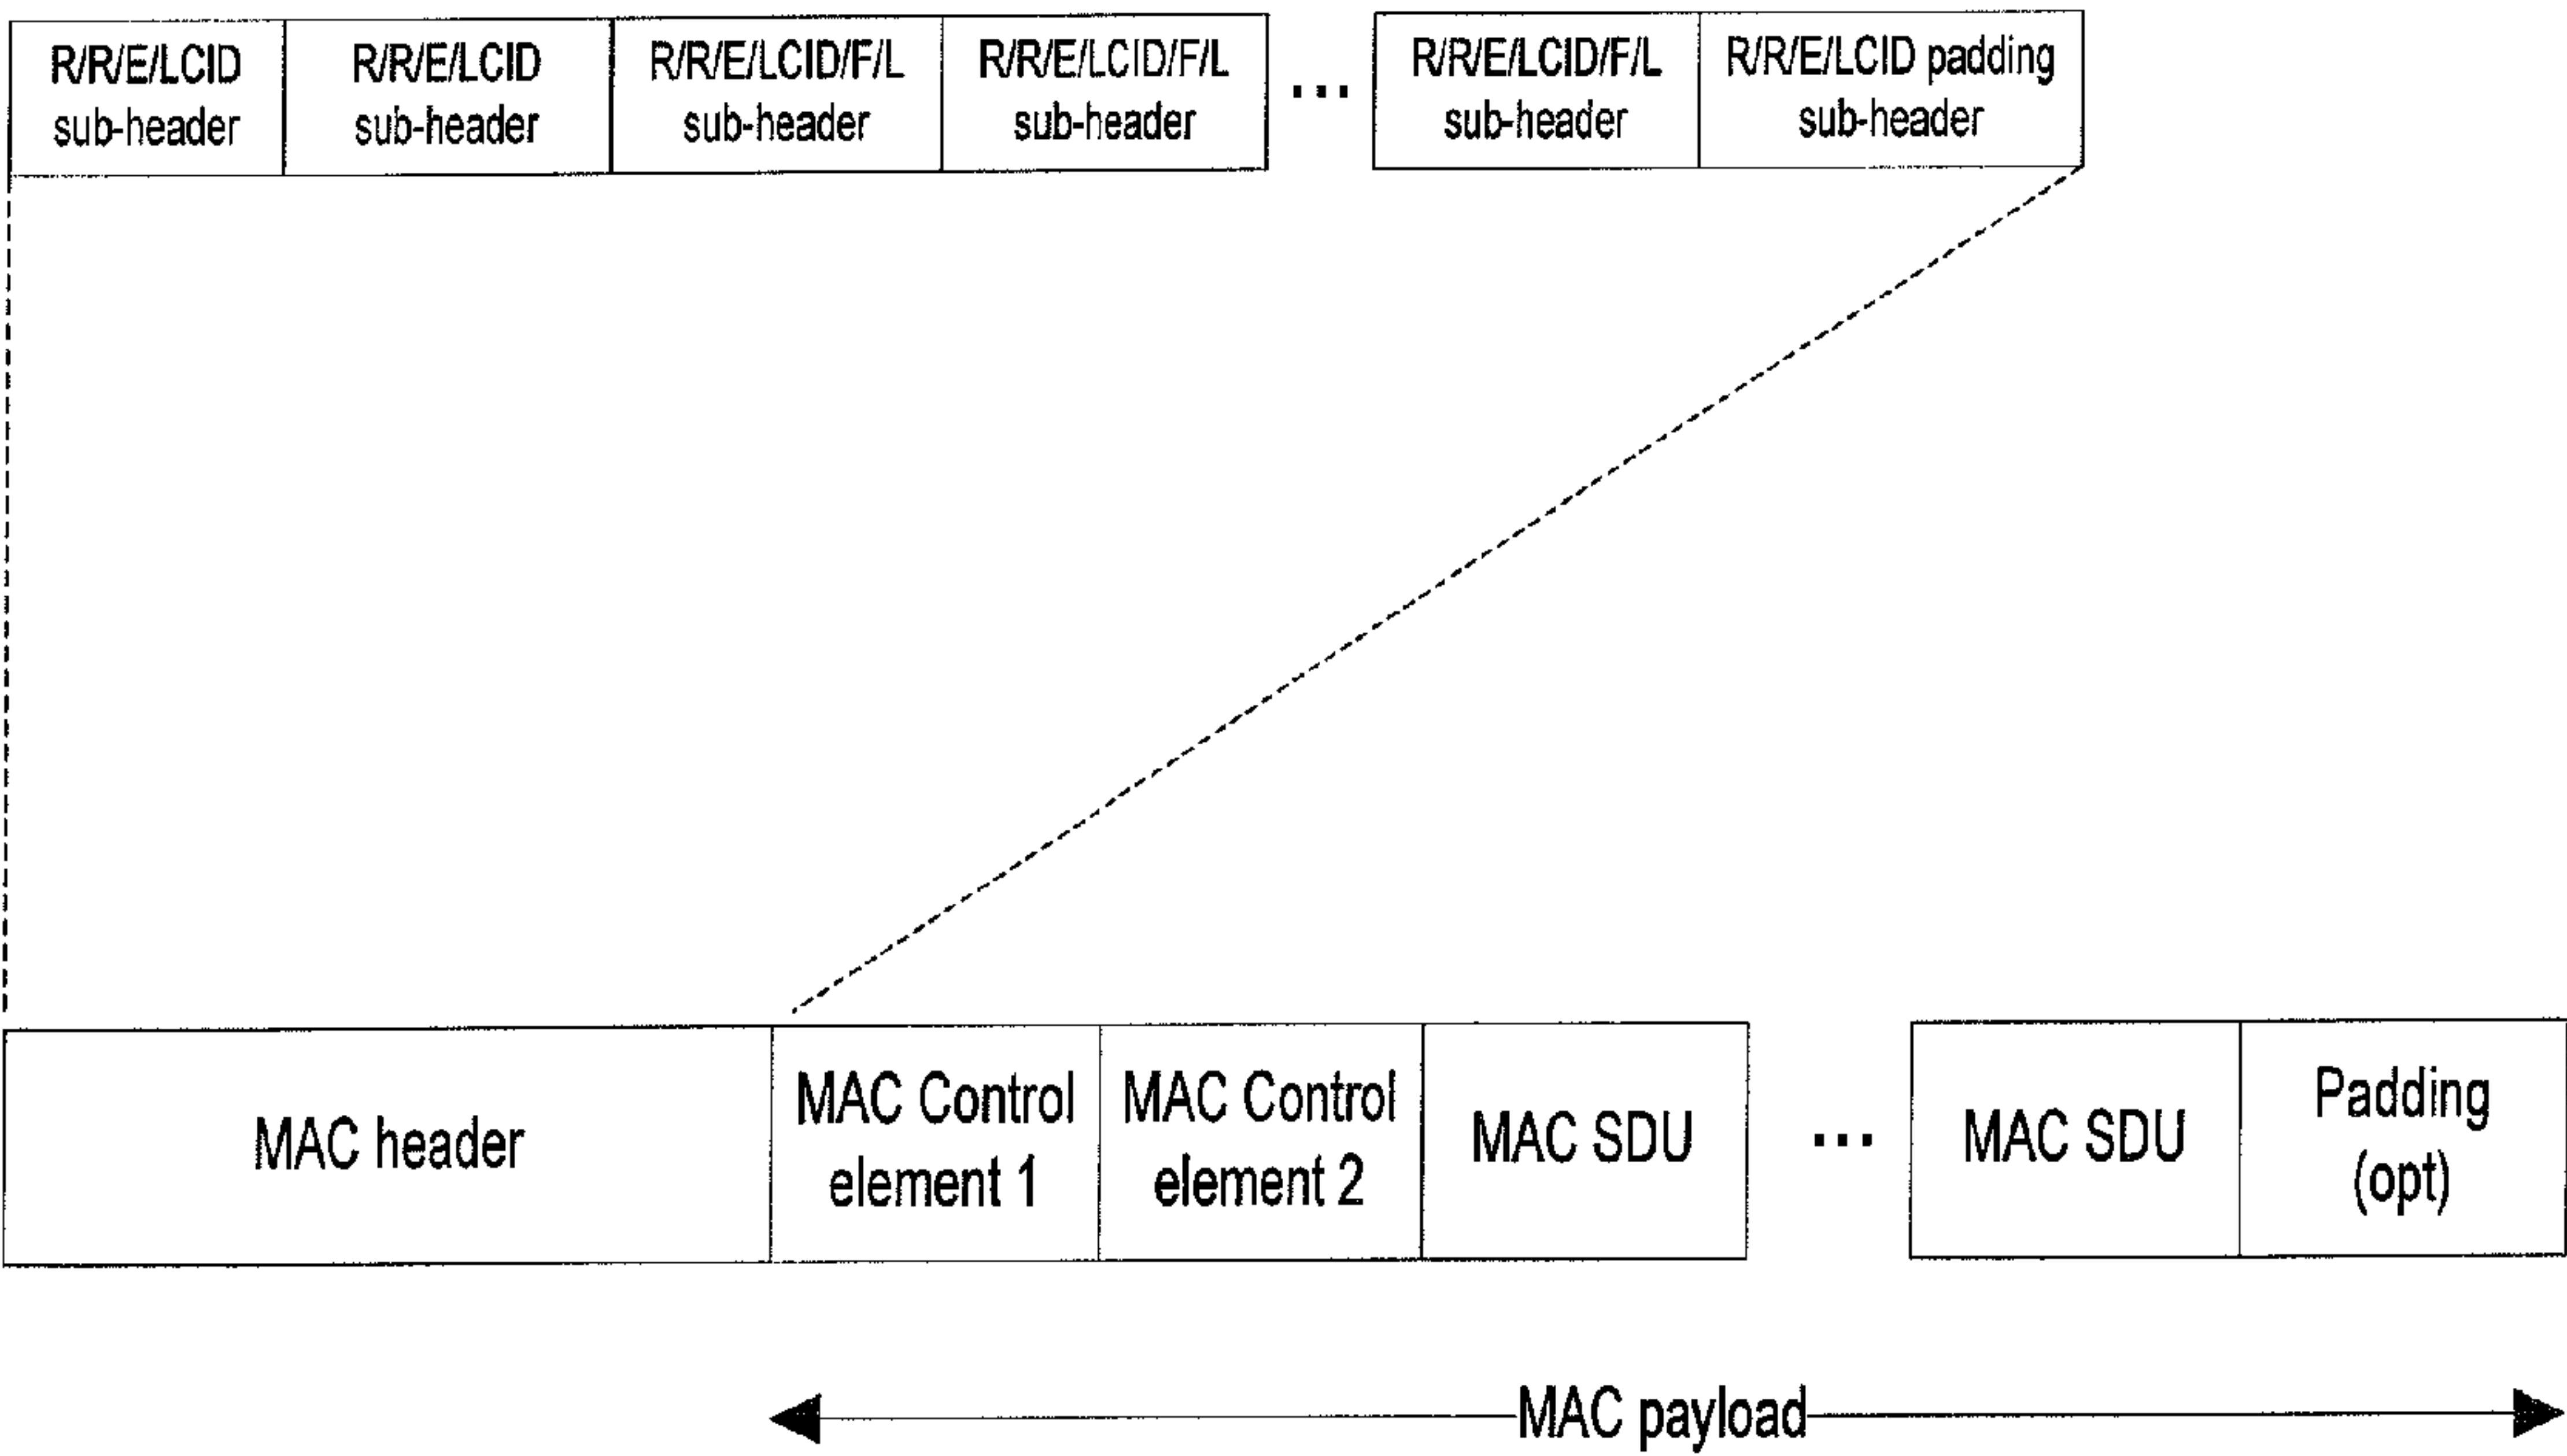 R/R/E/LCID
sub-header
R/R/E/LCID
sub-header
R/R/E/LCID/F/L
sub-header
R/R/E/LCID/F/L
sub-header
...
R/R/E/LCID/F/L
sub-header
R/R/E/LCID padding
sub-header
MAC header
MAC Control
element 1
MAC Control
element 2
MAC SDU
...
MAC SDU
Padding
(opt)
MAC payload